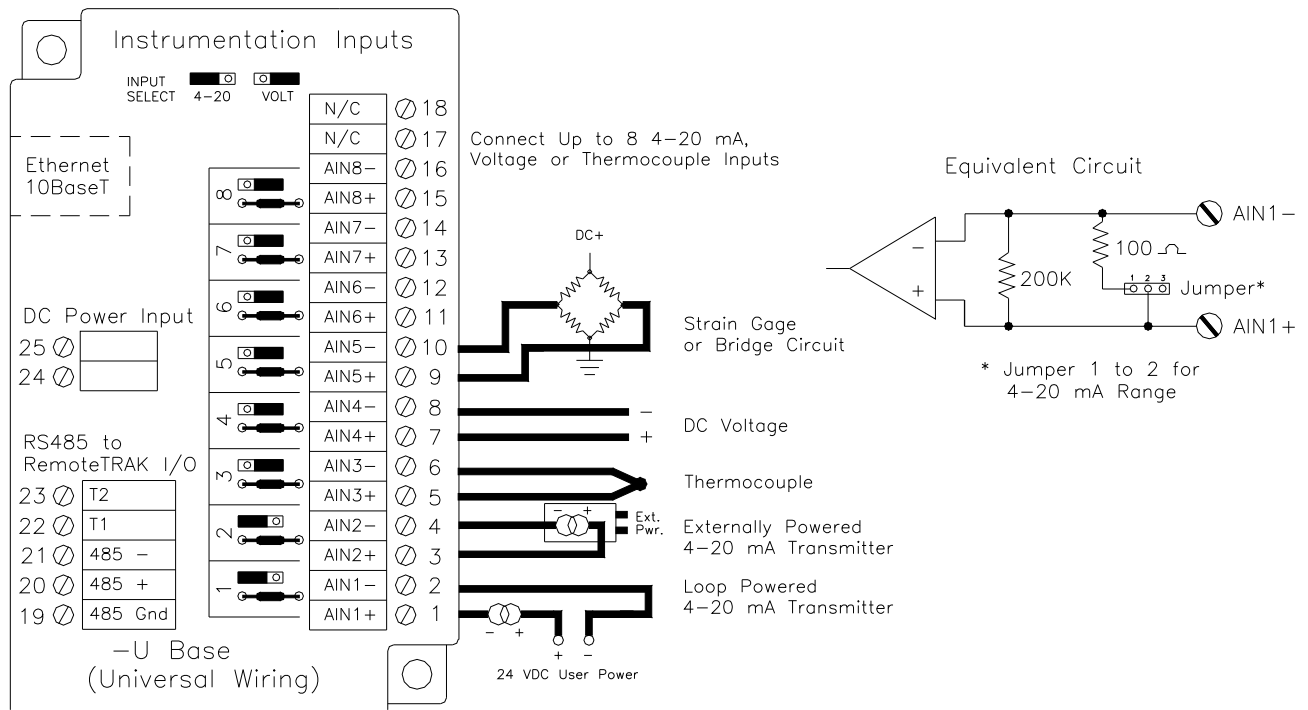 Instrumentation Inputs
INPUT
SELECT
4-20
VOLT
Ethernet
10BaseT
DC Power Input
25
24
RS485 to
RemoteTRAK I/O
23 T2
22 T1
21 485 -
20 485 +
19 485 Gnd
8
7
6
5
4
3
2
1
N/C 18
N/C 17
AIN8- 16
AIN8+ 15
AIN7- 14
AIN7+ 13
AIN6- 12
AIN6+ 11
AIN5- 10
AIN5+ 9
AIN4- 8
AIN4+ 7
AIN3- 6
AIN3+ 5
AIN2- 4
AIN2+ 3
AIN1- 2
AIN1+ 1
-U Base
(Universal Wiring)
Connect Up to 8 4-20 mA,
Voltage or Thermocouple Inputs
DC+
Strain Gage
or Bridge Circuit
-
+
DC Voltage
Thermocouple
- +
Ext.
Pwr.
Externally Powered
4-20 mA Transmitter
Loop Powered
4-20 mA Transmitter
- +
+ -
24 VDC User Power
Equivalent Circuit
AIN1-
-
+
200K
100 Ω
1 2 3
Jumper*
AIN1+
* Jumper 1 to 2 for
4-20 mA Range